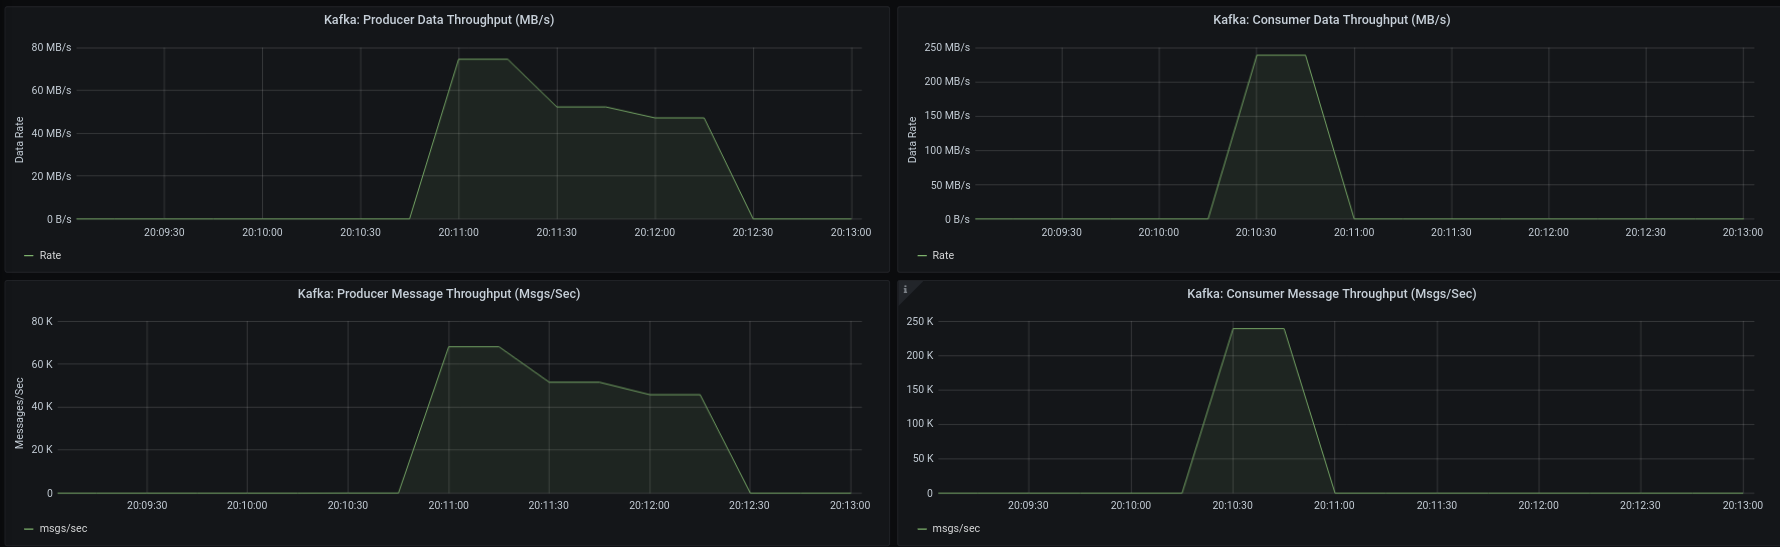 Kafka: Producer Data Throughput (MB/s)
80 MB/s
60 MB/s
40 MB/s
20 MB/s
0 B/s
Data Rate
20:09:30 20:10:00 20:10:30 20:11:00 20:11:30 20:12:00 20:12:30 20:13:00
Rate
Kafka: Consumer Data Throughput (MB/s)
250 MB/s
200 MB/s
150 MB/s
100 MB/s
50 MB/s
0 B/s
Data Rate
20:09:30 20:10:00 20:10:30 20:11:00 20:11:30 20:12:00 20:12:30 20:13:00
Rate
Kafka: Producer Message Throughput (Msgs/Sec)
80 K
60 K
40 K
20 K
0
Messages/Sec
20:09:30 20:10:00 20:10:30 20:11:00 20:11:30 20:12:00 20:12:30 20:13:00
msgs/sec
i
Kafka: Consumer Message Throughput (Msgs/Sec)
250 K
200 K
150 K
100 K
50 K
0
20:09:30 20:10:00 20:10:30 20:11:00 20:11:30 20:12:00 20:12:30 20:13:00
msgs/sec